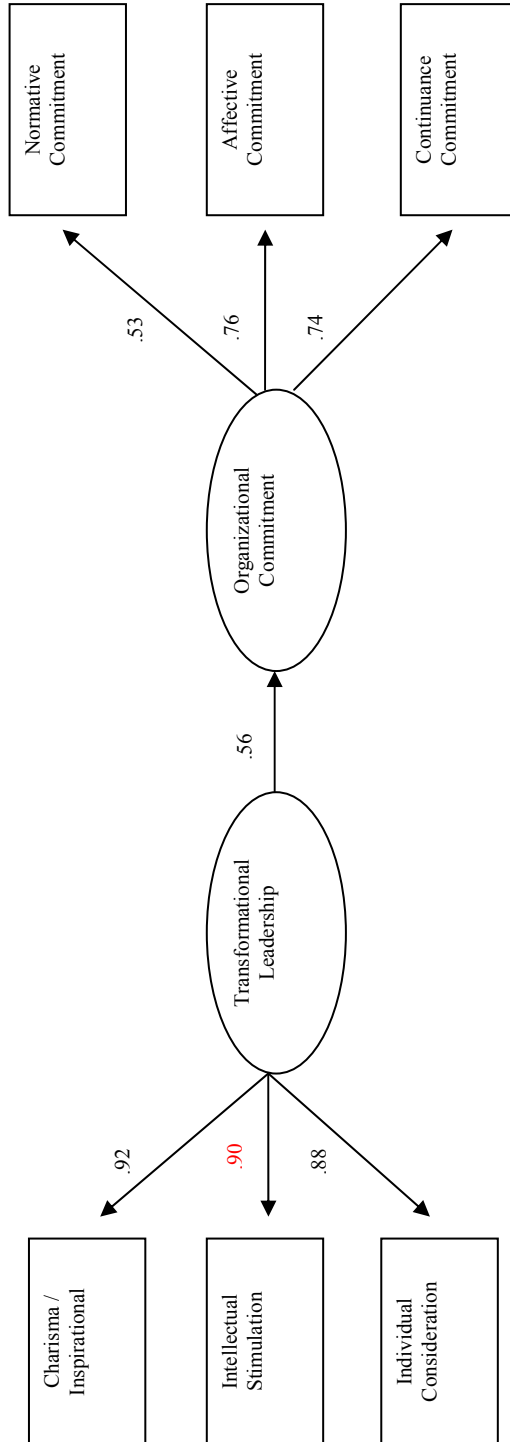 Charisma /
Inspirational
Intellectual
Stimulation
Individual
Consideration
.92
.90
.88
Transformational
Leadership
.56
Organizational
Commitment
.53
.76
.74
Normative
Commitment
Affective
Commitment
Continuance
Commitment